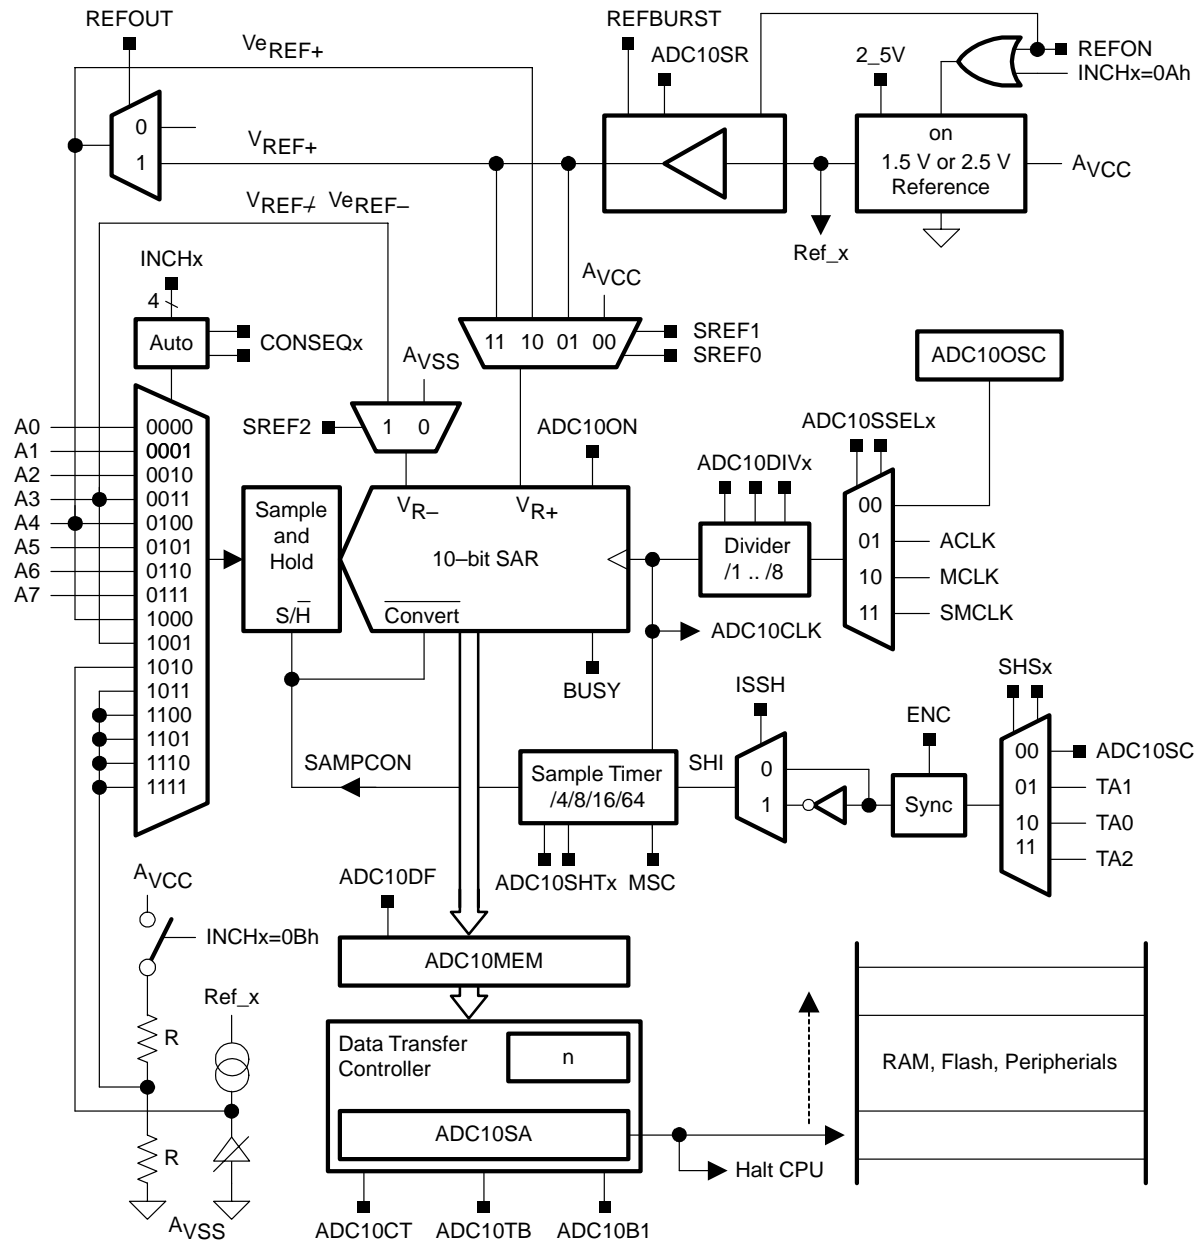 REFOUT
REFBURST
VeREF+
ADC10SR
2_5V
REFON
INCHx=0Ah
0
1
VREF+
on
1.5 V or 2.5 V
Reference
AVCC
VREF-/ VeREF–
Ref_x
INCHx
4
AVCC
Auto
CONSEQx
11 10 01 00
SREF1
SREF0
ADC10OSC
AVSS
SREF2
1 0
ADC10ON
ADC10SSELx
ADC10DIVx
A0
A1
A2
A3
A4
A5
A6
A7
0000
0001
0010
0011
0100
0101
0110
0111
1000
1001
1010
1011
1100
1101
1110
1111
Sample
and
Hold
S/H
VR–
VR+
10–bit SAR
Convert
Divider
/1 .. /8
00
01
10
11
ACLK
MCLK
SMCLK
ADC10CLK
BUSY
ISSH
SHSx
ENC
SAMPCON
Sample Timer
/4/8/16/64
SHI
0
1
Sync
00
01
10
11
ADC10SC
TA1
TA0
TA2
ADC10SHTx
MSC
AVCC
ADC10DF
INCHx=0Bh
ADC10MEM
Ref_x
R
R
Data Transfer
Controller
n
ADC10SA
RAM, Flash, Peripherials
Halt CPU
AVSS
ADC10CT
ADC10TB
ADC10B1